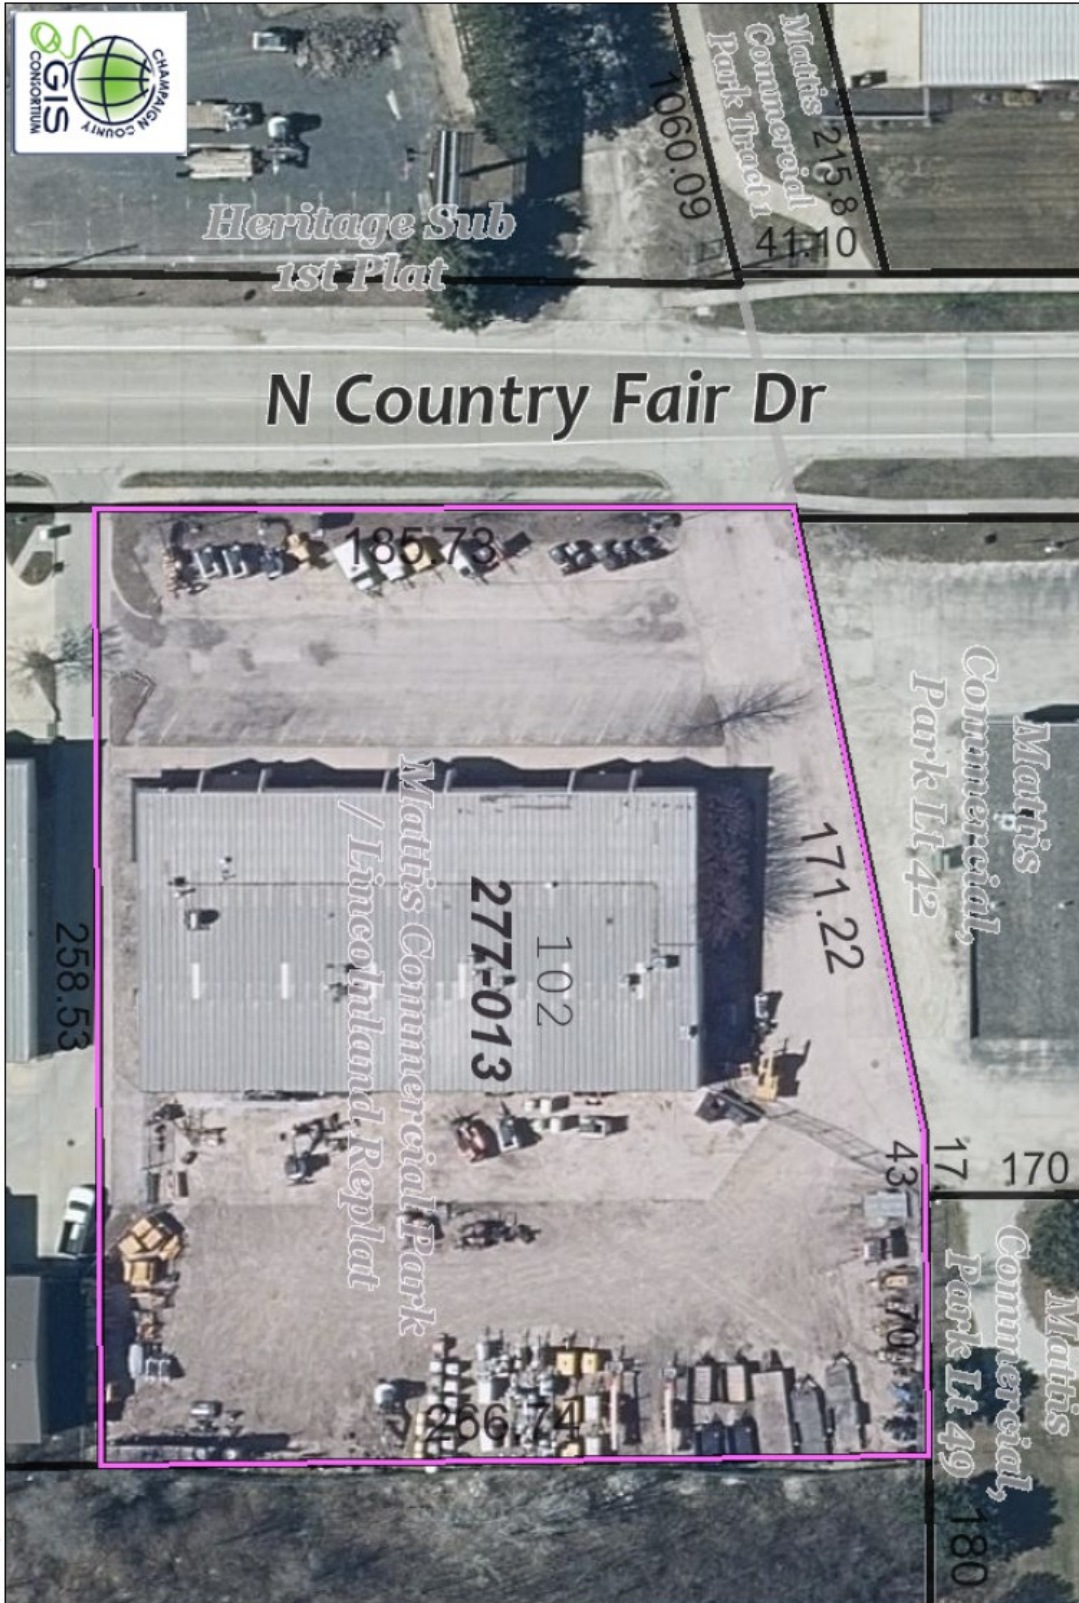 CHAMPAIGN COUNTY
GIS
CONSORTIUM
Heritage Sub
1st Plat
1060.09
Mattis
Commercial
Park Tract 1
215.8
41.10
N Country Fair Dr
185.73
Mattis
Commercial,
Park Lt 42
171.22
258.53
Mattis Commercial Park
/ Lincolnland Replat
277-013
102
43
17
170
70
266.74
Mattis
Commercial,
Park Lt 49
180